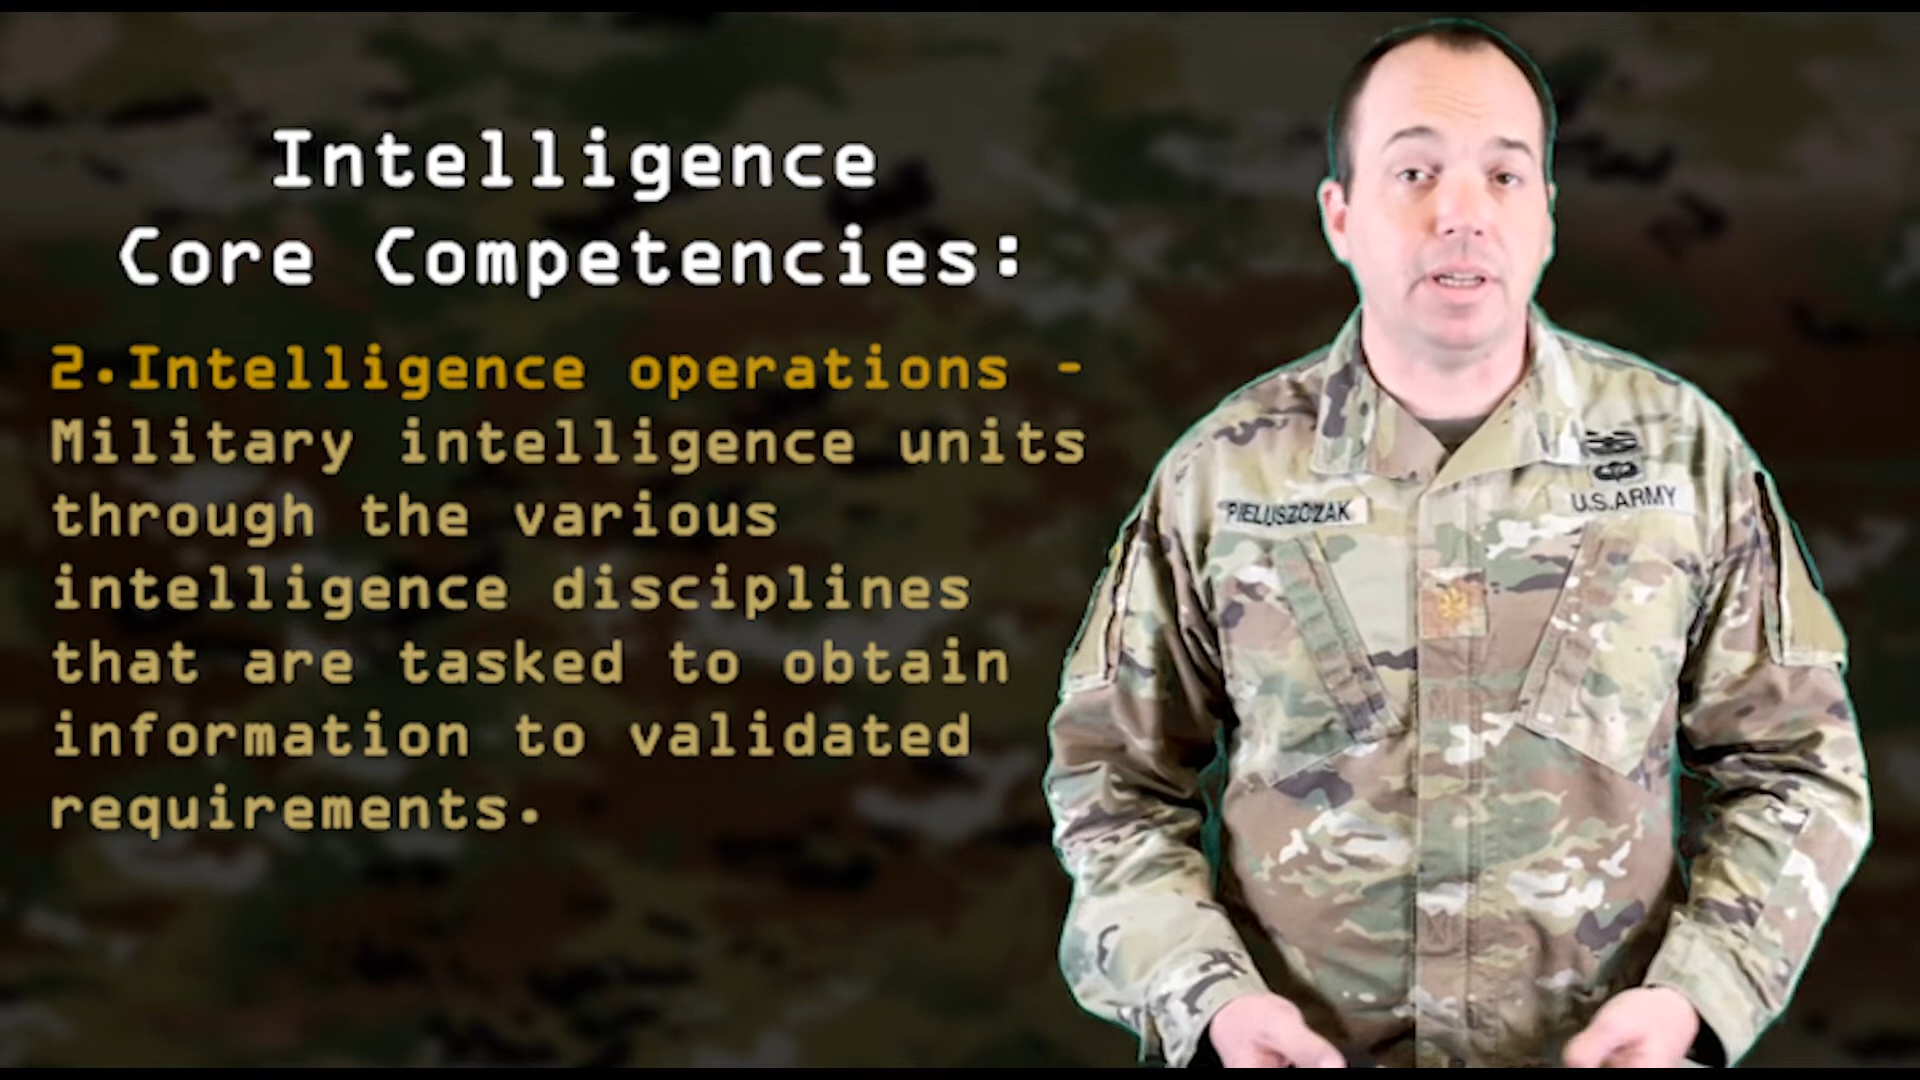 Intelligence
Core Competencies:
2.Intelligence operations -
Military intelligence units
through the various
intelligence disciplines
that are tasked to obtain
information to validated
requirements.
PIELUSZCZAK
U.S.ARMY